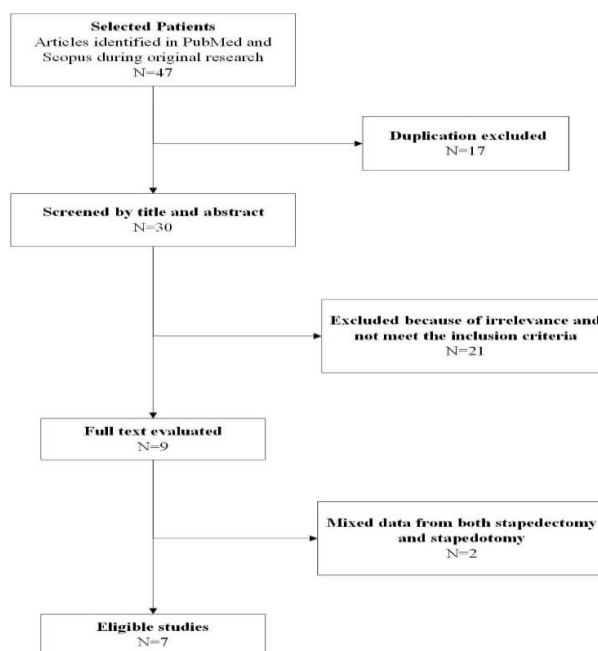 Selected Patients
Articles identified in PubMed and
Scopus during original research
N=47
Duplication excluded
N=17
Screened by title and abstract
N=30
Excluded because of irrelevance and
not meet the inclusion criteria
N=21
Full text evaluated
N=9
Mixed data from both stapedectomy
and stapedotomy
N=2
Eligible studies
N=7